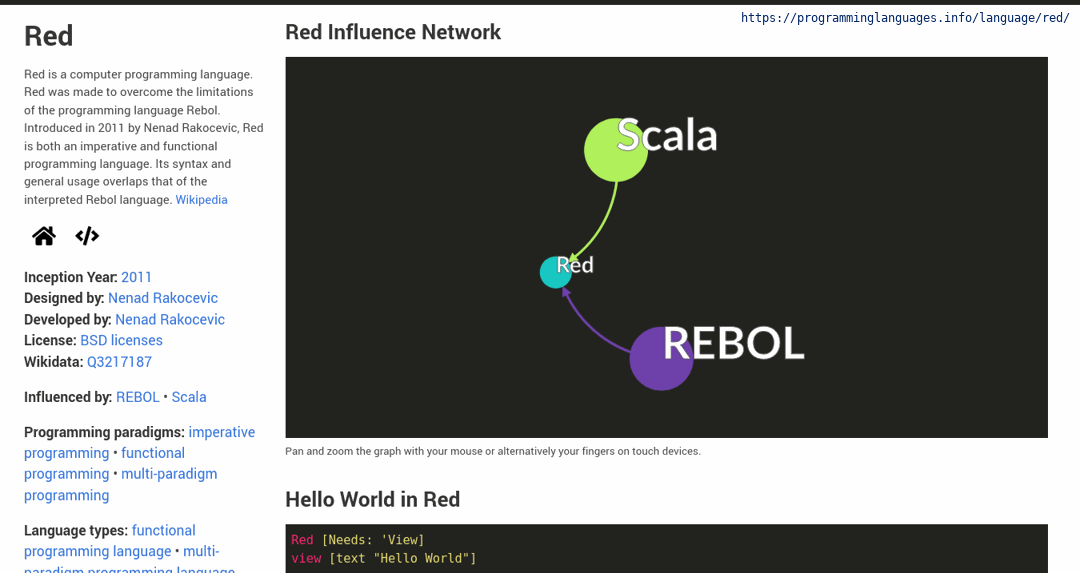 https://programminglanguages.info/language/red/
Red
Red is a computer programming language.
Red was made to overcome the limitations
of the programming language Rebol.
Introduced in 2011 by Nenad Rakocevic, Red
is both an imperative and functional
programming language. Its syntax and
general usage overlaps that of the
interpreted Rebol language. Wikipedia
Inception Year: 2011
Designed by: Nenad Rakocevic
Developed by: Nenad Rakocevic
License: BSD licenses
Wikidata: Q3217187
Influenced by: REBOL • Scala
Programming paradigms: imperative
programming • functional
programming • multi-paradigm
programming
Language types: functional
programming language • multi-
paradigm programming language
Red Influence Network
Scala
Red
REBOL
Pan and zoom the graph with your mouse or alternatively your fingers on touch devices.
Hello World in Red
Red [Needs: 'View]
view [text "Hello World"]